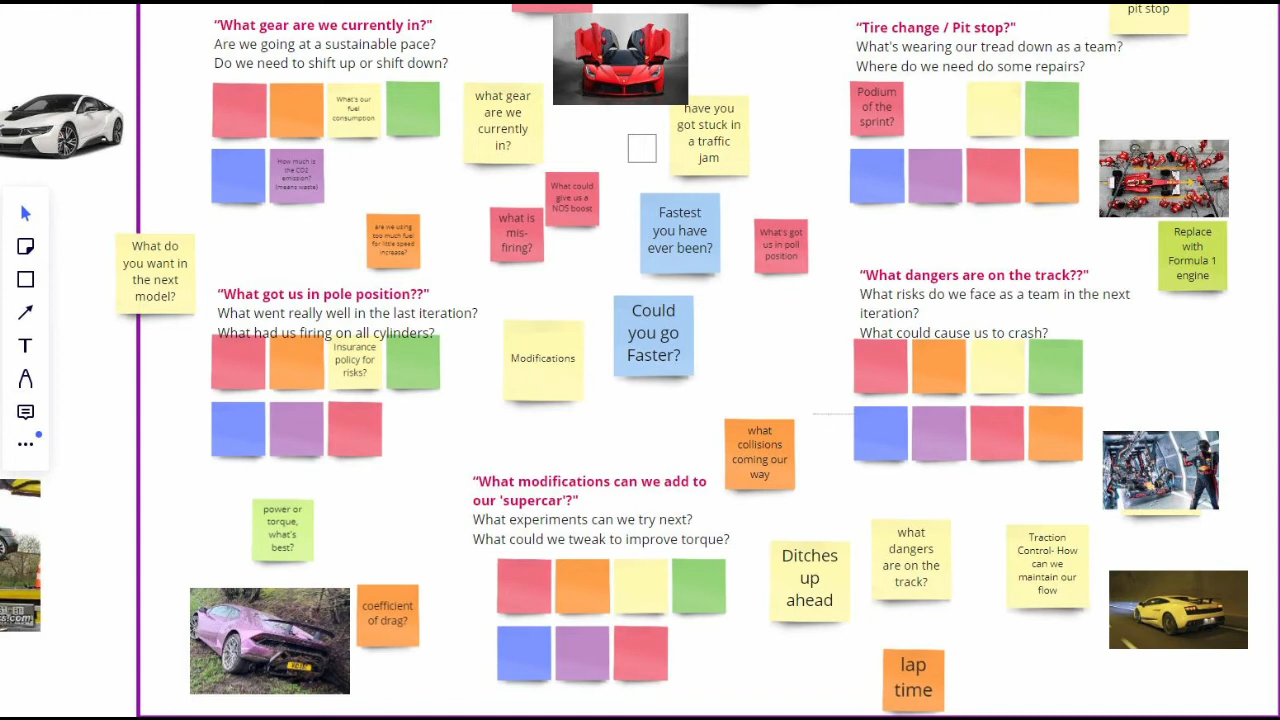 pit stop
“What gear are we currently in?"
Are we going at a sustainable pace?
Do we need to shift up or shift down?
“Tire change / Pit stop?"
What's wearing our tread down as a team?
Where do we need do some repairs?
What's our
fuel
consumption
what gear
are we
currently
in?
have you
got stuck in
a traffic
jam
Podium
of the
sprint?
How much is
the CO2
emission?
(means waste)
What could
give us a
NOS boost
what is
mis-
firing?
are we using
too much fuel
for little speed
increase?
Fastest
you have
ever been?
What's got
us in poll
position
Replace
with
Formula 1
engine
What do
you want in
the next
model?
“What got us in pole position??"
What went really well in the last iteration?
What had us firing on all cylinders?
“What dangers are on the track??"
What risks do we face as a team in the next
iteration?
What could cause us to crash?
Insurance
policy for
risks?
Modifications
Could
you go
Faster?
what
collisions
coming our
way
“What modifications can we add to
our 'supercar'?"
What experiments can we try next?
What could we tweak to improve torque?
power or
torque,
what's
best?
Ditches
up
ahead
what
dangers
are on the
track?
Traction
Control- How
can we
maintain our
flow
coefficient
of drag?
lap
time